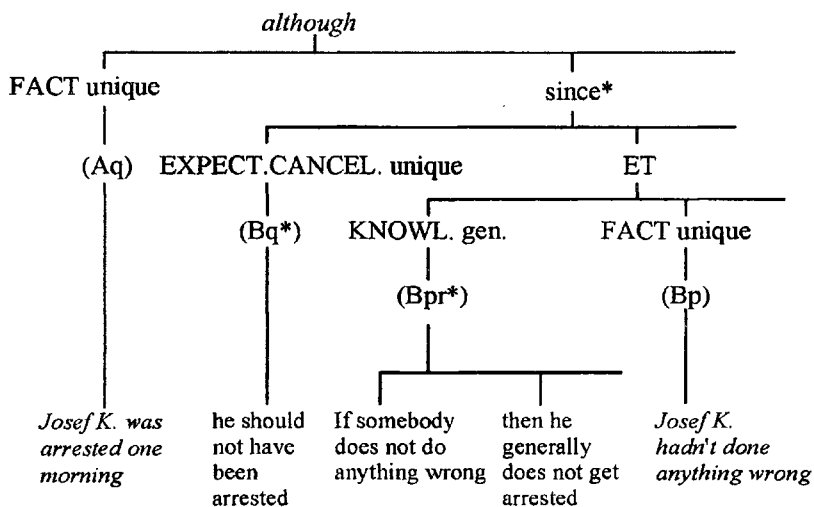 although
FACT unique
since*
(Aq) EXPECT.CANCEL. unique ET
(Bq*) KNOWL. gen. FACT unique
(Bpr*) (Bp)
Josef K. was
arrested one
morning
he should
not have
been
arrested
If somebody
does not do
anything wrong
then he
generally
does not get
arrested
Josef K.
hadn't done
anything wrong